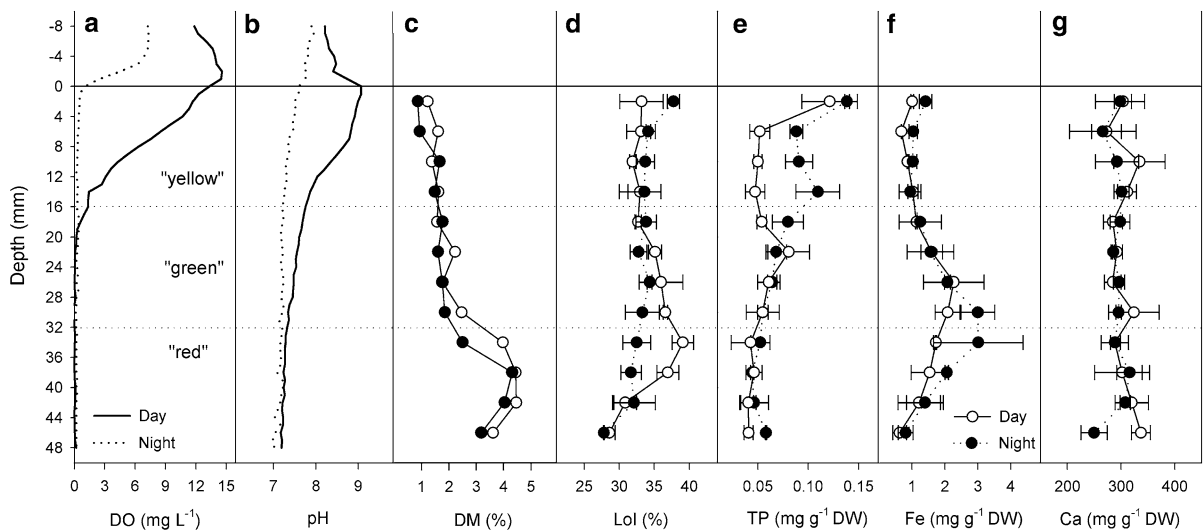 a b c d e f g
-8
-4
0
4
8
12
16
20
24
28
32
36
40
44
48
Depth (mm)
"yellow"
"green"
"red"
Day
Night
Day
Night
0 3 6 9 12 15
7 8 9
1 2 3 4 5 6
25 30 35 40
0.05 0.10 0.15
1 2 3 4 5
200 300 400
DO (mg L⁻¹) pH DM (%) LoI (%) TP (mg g⁻¹ DW) Fe (mg g⁻¹ DW) Ca (mg g⁻¹ DW)